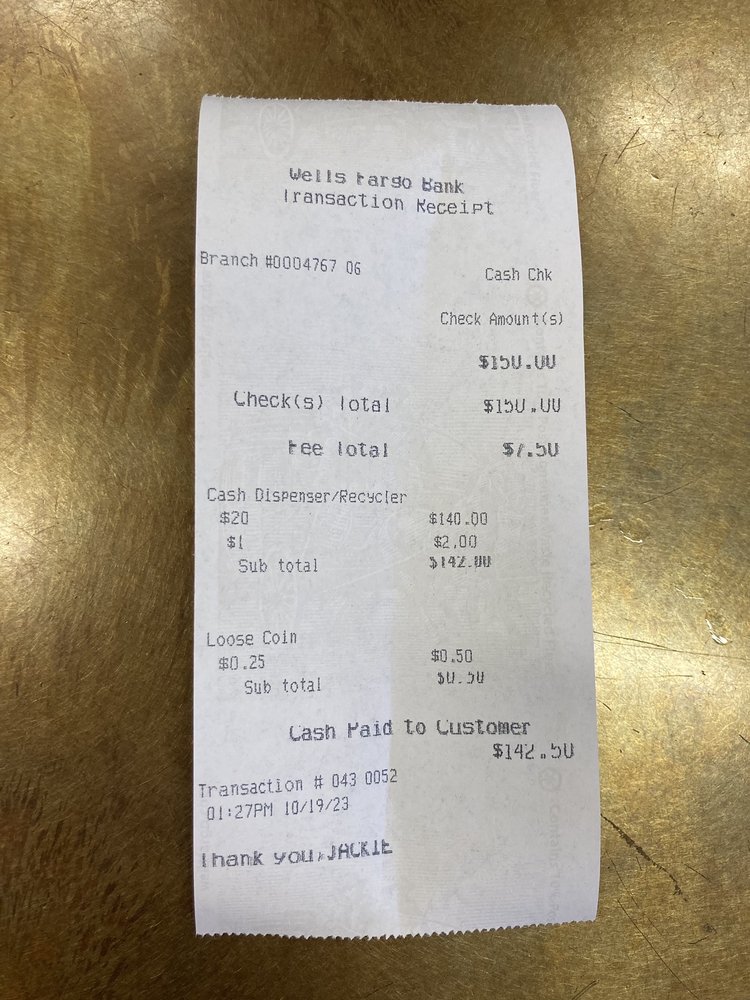 Wells Fargo Bank
Transaction Receipt
Branch #0004767 06
Cash Chk
Check Amount(s)
$150.00
Check(s) Total $150.00
Fee Total $7.50
Cash Dispenser/Recycler
$20 $140.00
$1 $2.00
Sub total $142.00
Loose Coin
$0.25 $0.50
Sub total $0.50
Cash Paid to Customer
$142.50
Transaction # 043 0052
01:27PM 10/19/23
Thank you,JACKIE